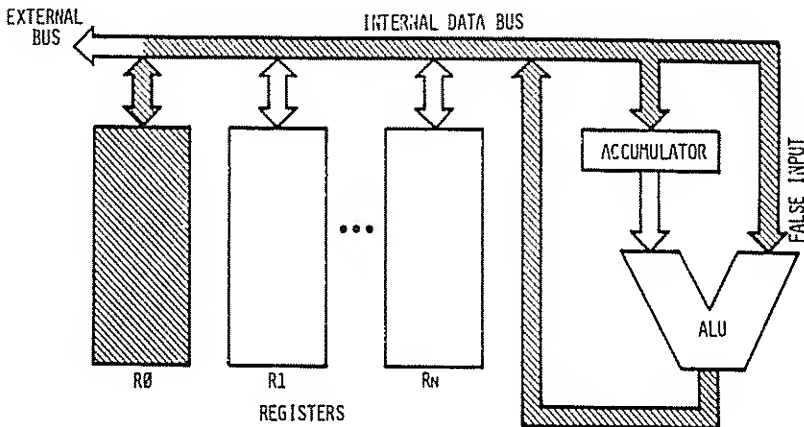 EXTERNAL
BUS
INTERNAL DATA BUS
ACCUMULATOR
FALSE INPUT
ALU
RØ
R1
RN
REGISTERS